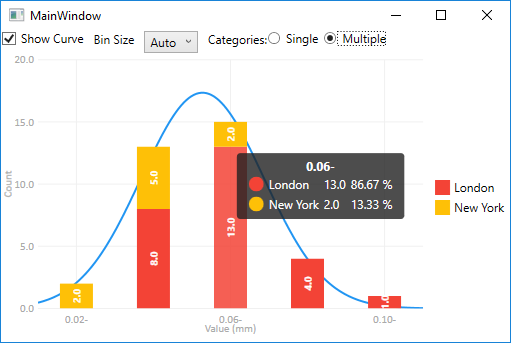 MainWindow
Show Curve Bin Size Auto Categories: Single Multiple
20.0
15.0
10.0
5.0
0.0
Count
2.0
5.0
8.0
2.0
13.0
4.0
1.0
0.06-
London 13.0 86.67 %
New York 2.0 13.33 %
London
New York
0.02- 0.06- 0.10-
Value (mm)